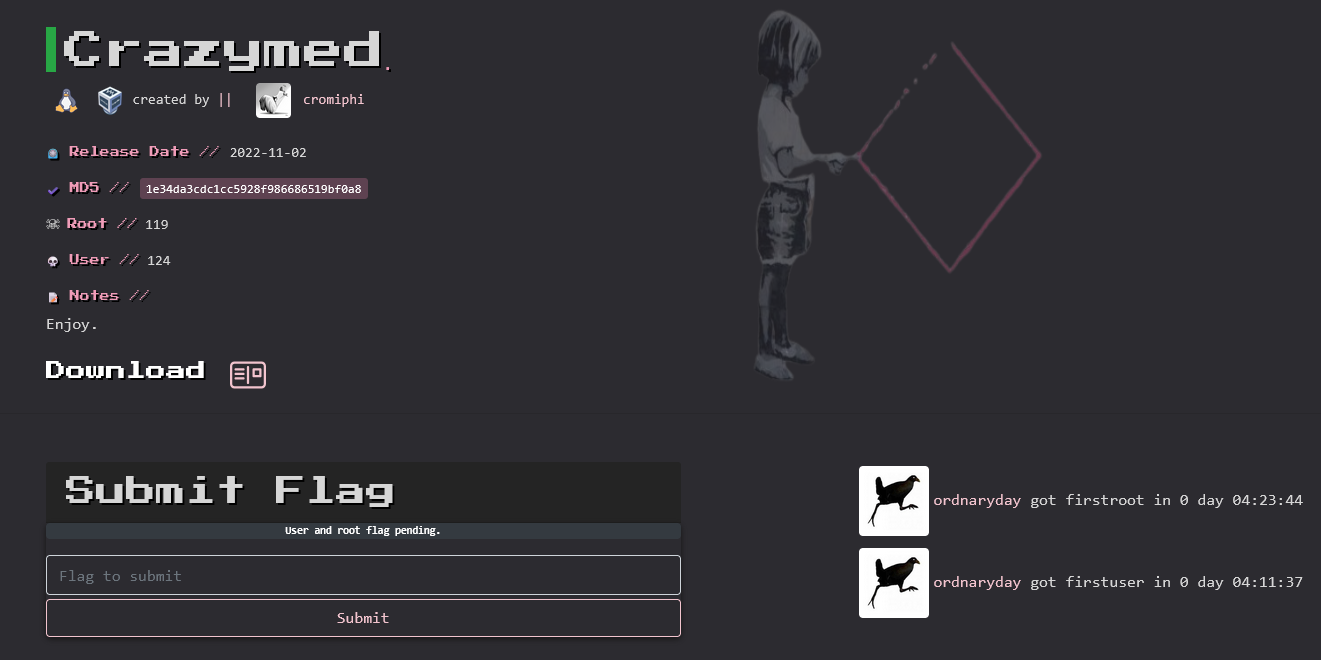 Crazymed.
created by || cromiphi
Release Date // 2022-11-02
MD5 // 1e34da3cdc1cc5928f986686519bf0a8
Root // 119
User // 124
Notes //
Enjoy.
Download
Submit Flag
User and root flag pending.
Flag to submit
Submit
ordnaryday got firstroot in 0 day 04:23:44
ordnaryday got firstuser in 0 day 04:11:37